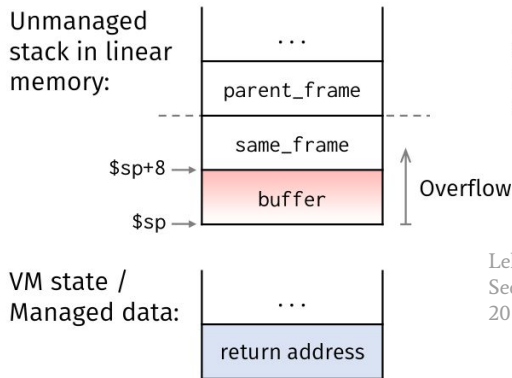 Unmanaged
stack in linear
memory:
...
parent_frame
same_frame
$sp+8
buffer
Overflow
$sp
VM state /
Managed data:
...
return address